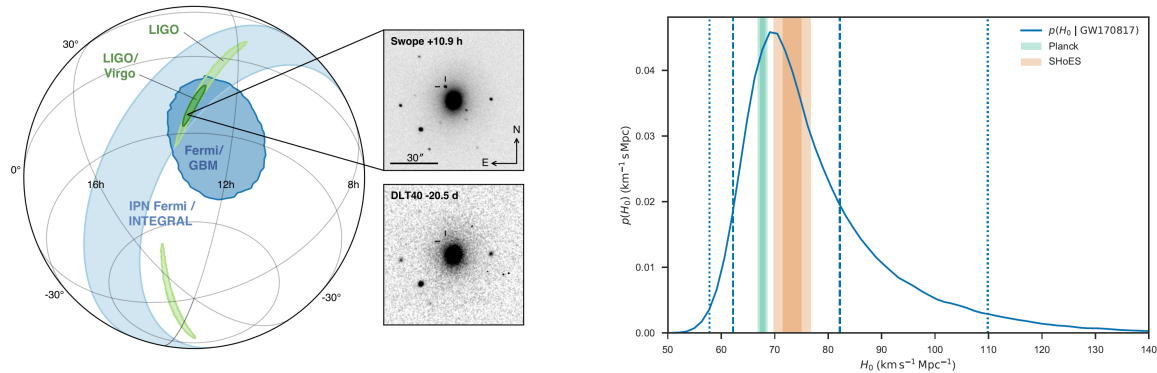 LIGO
LIGO/
Virgo
30°
0°
-30°
-30°
16h
12h
8h
Fermi/
GBM
IPN Fermi /
INTEGRAL
Swope +10.9 h
30″
N
E
DLT40 -20.5 d
p(H₀ | GW170817)
Planck
SHoES
p(H₀) (km⁻¹ s Mpc)
0.04
0.03
0.02
0.01
0.00
50 60 70 80 90 100 110 120 130 140
H₀ (km s⁻¹ Mpc⁻¹)